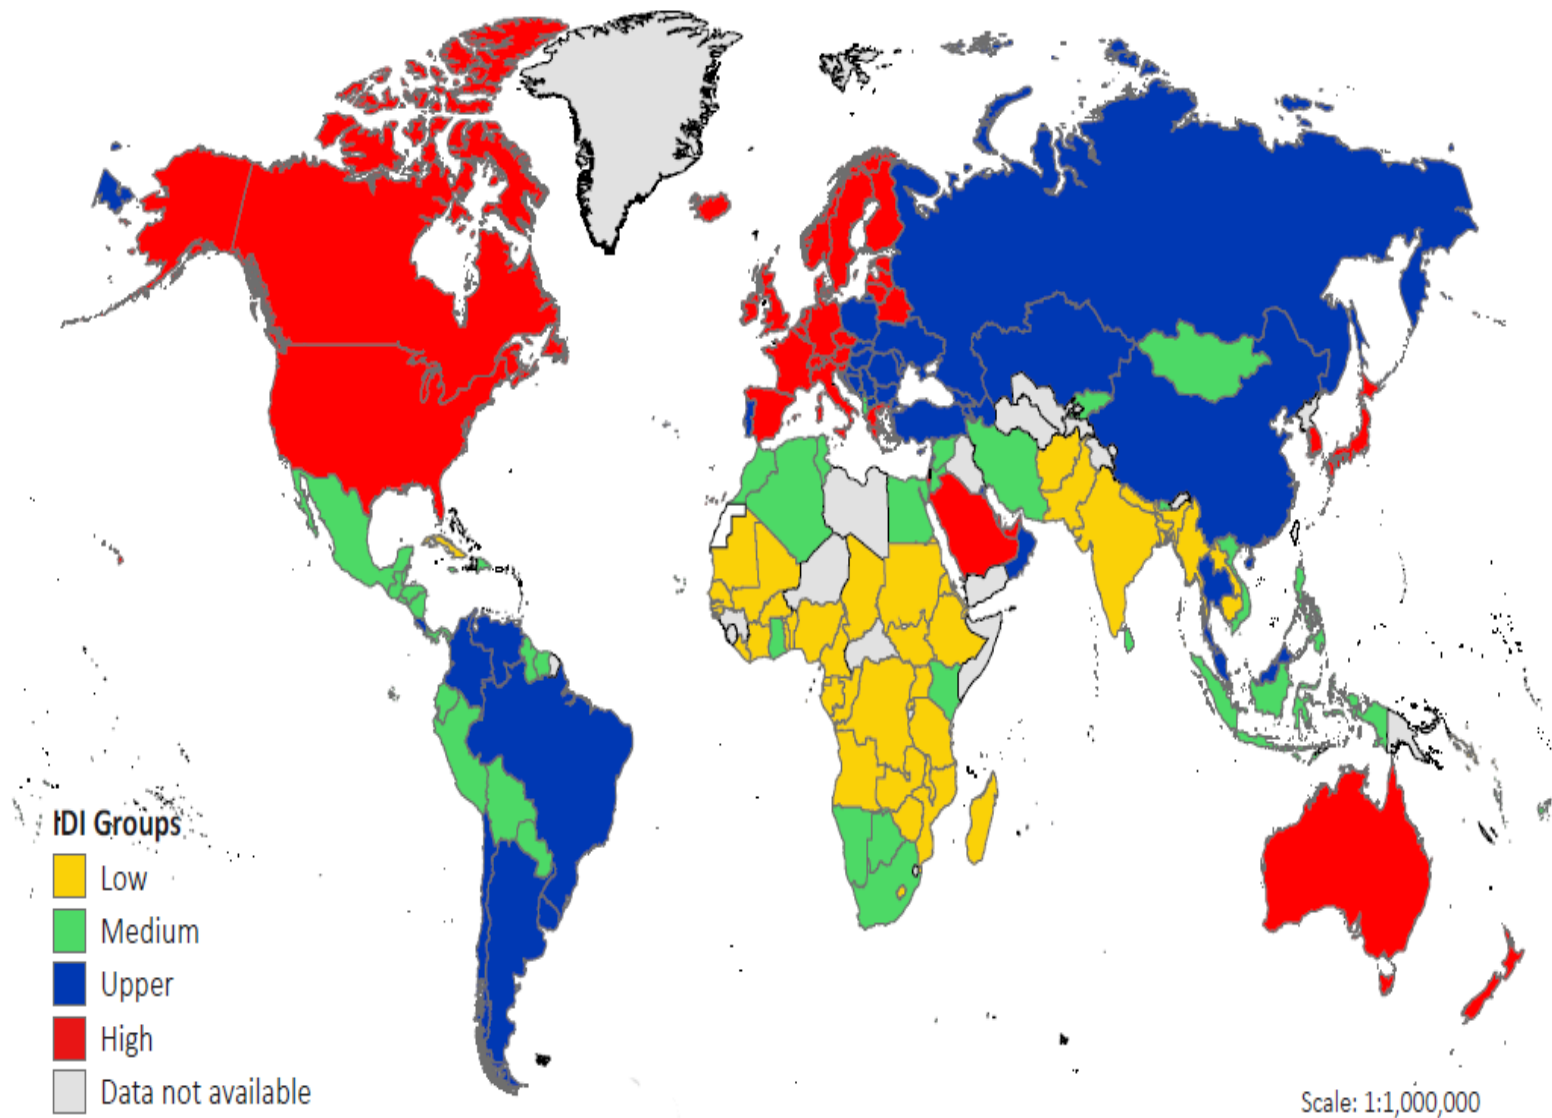 IDI Groups
Low
Medium
Upper
High
Data not available
Scale: 1:1,000,000